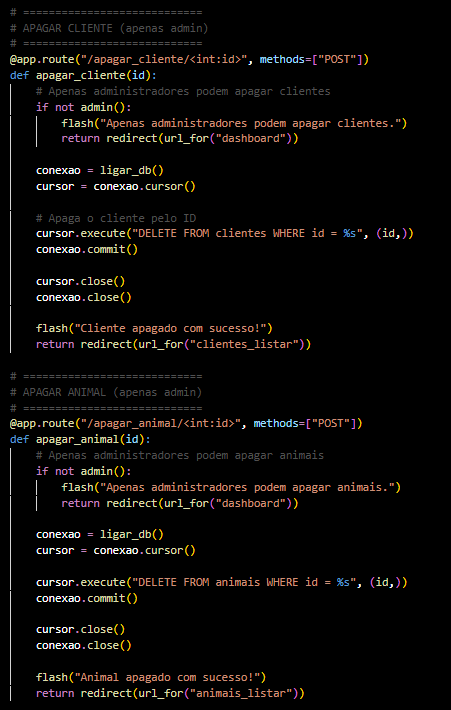 # =============================
# APAGAR CLIENTE (apenas admin)
# =============================
@app.route("/apagar_cliente/<int:id>", methods=["POST"])
def apagar_cliente(id):
    # Apenas administradores podem apagar clientes
    if not admin():
        flash("Apenas administradores podem apagar clientes.")
        return redirect(url_for("dashboard"))

    conexao = ligar_db()
    cursor = conexao.cursor()

    # Apaga o cliente pelo ID
    cursor.execute("DELETE FROM clientes WHERE id = %s", (id,))
    conexao.commit()

    cursor.close()
    conexao.close()

    flash("Cliente apagado com sucesso!")
    return redirect(url_for("clientes_listar"))

# =============================
# APAGAR ANIMAL (apenas admin)
# =============================
@app.route("/apagar_animal/<int:id>", methods=["POST"])
def apagar_animal(id):
    # Apenas administradores podem apagar animais
    if not admin():
        flash("Apenas administradores podem apagar animais.")
        return redirect(url_for("dashboard"))

    conexao = ligar_db()
    cursor = conexao.cursor()

    cursor.execute("DELETE FROM animais WHERE id = %s", (id,))
    conexao.commit()

    cursor.close()
    conexao.close()

    flash("Animal apagado com sucesso!")
    return redirect(url_for("animais_listar"))